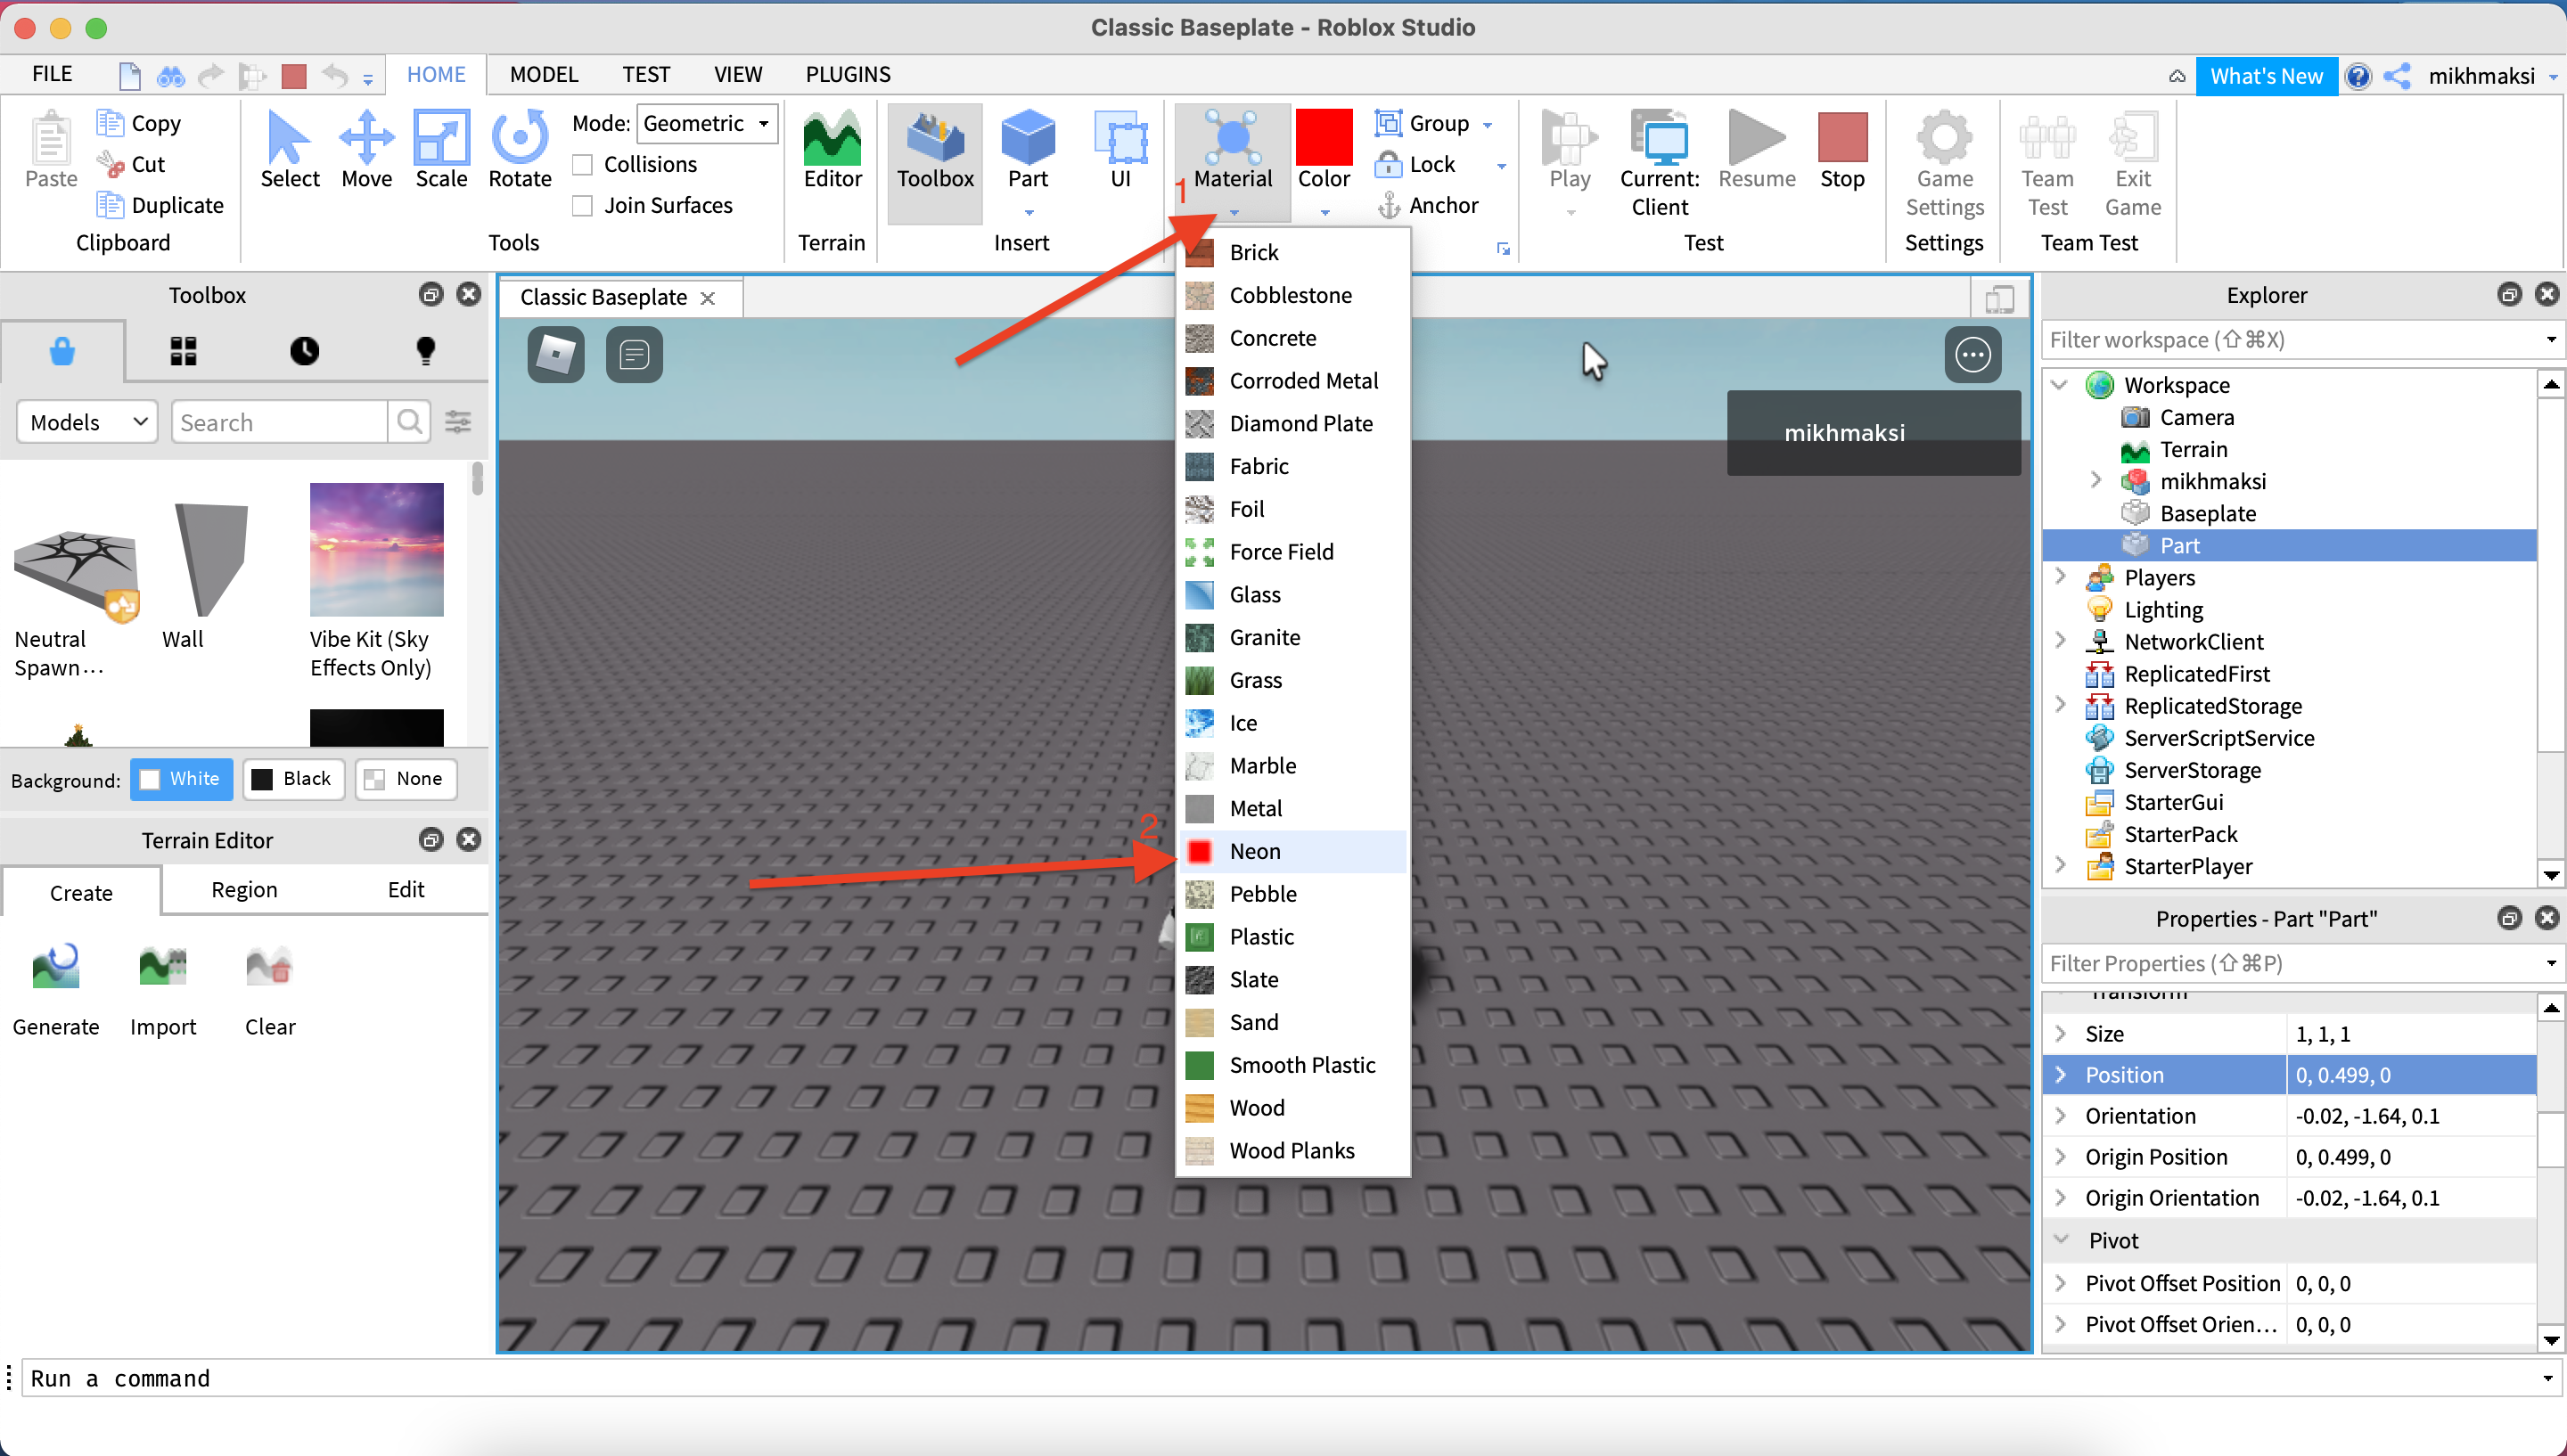 Classic Baseplate - Roblox Studio
FILE
HOME
MODEL
TEST
VIEW
PLUGINS
What's New
mikhmaksi
Paste
Copy
Cut
Duplicate
Clipboard
Select
Move
Scale
Rotate
Mode: Geometric
Collisions
Join Surfaces
Tools
Editor
Terrain
Toolbox
Part
UI
Insert
Material
Color
Group
Lock
Anchor
Play
Current:
Client
Resume
Stop
Test
Game
Settings
Settings
Team
Test
Exit
Game
Team Test
1
2
Toolbox
Models
Search
Neutral
Spawn...
Wall
Vibe Kit (Sky
Effects Only)
Background:
White
Black
None
Terrain Editor
Create
Region
Edit
Generate
Import
Clear
Classic Baseplate
mikhmaksi
Brick
Cobblestone
Concrete
Corroded Metal
Diamond Plate
Fabric
Foil
Force Field
Glass
Granite
Grass
Ice
Marble
Metal
Neon
Pebble
Plastic
Slate
Sand
Smooth Plastic
Wood
Wood Planks
Explorer
Filter workspace (⇧⌘X)
Workspace
Camera
Terrain
mikhmaksi
Baseplate
Part
Players
Lighting
NetworkClient
ReplicatedFirst
ReplicatedStorage
ServerScriptService
ServerStorage
StarterGui
StarterPack
StarterPlayer
Properties - Part "Part"
Filter Properties (⇧⌘P)
Transform
Size 1, 1, 1
Position 0, 0.499, 0
Orientation -0.02, -1.64, 0.1
Origin Position 0, 0.499, 0
Origin Orientation -0.02, -1.64, 0.1
Pivot
Pivot Offset Position 0, 0, 0
Pivot Offset Orien... 0, 0, 0
Run a command